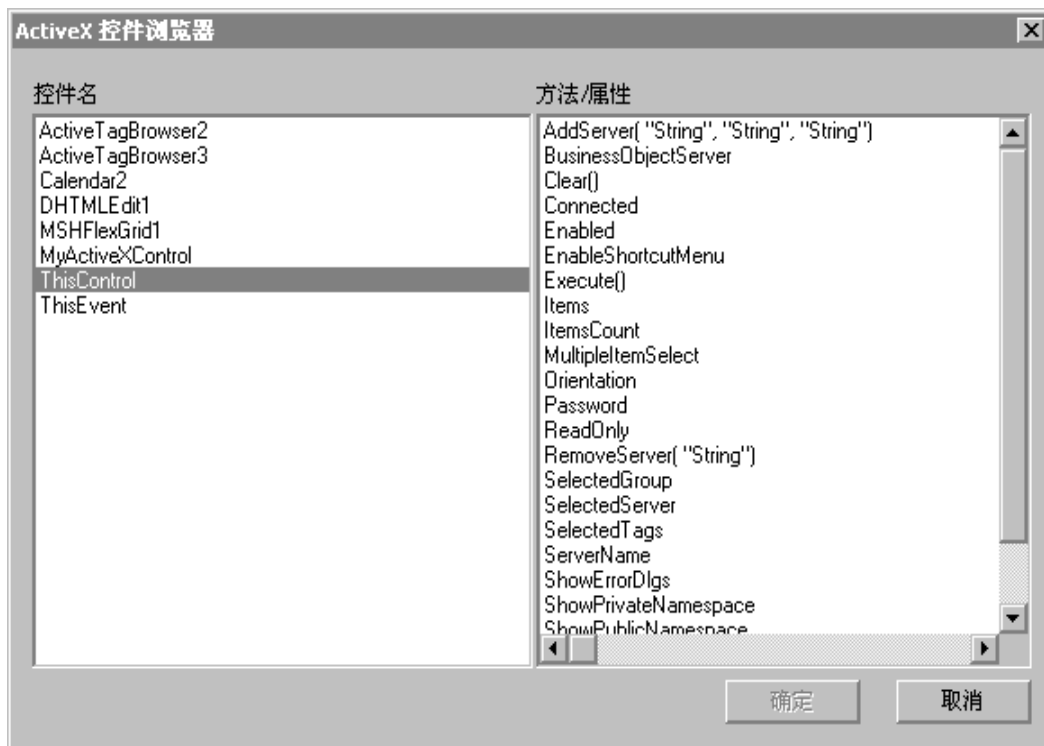 ActiveX 控件浏览器
控件名
ActiveTagBrowser2
ActiveTagBrowser3
Calendar2
DHTMLEdit1
MSHFlexGrid1
MyActiveXControl
ThisControl
ThisEvent
方法/属性
AddServer( "String", "String", "String")
BusinessObjectServer
Clear()
Connected
Enabled
EnableShortcutMenu
Execute()
Items
ItemsCount
MultipleItemSelect
Orientation
Password
ReadOnly
RemoveServer( "String")
SelectedGroup
SelectedServer
SelectedTags
ServerName
ShowErrorDlgs
ShowPrivateNamespace
ShowPublicNamespace
确定
取消